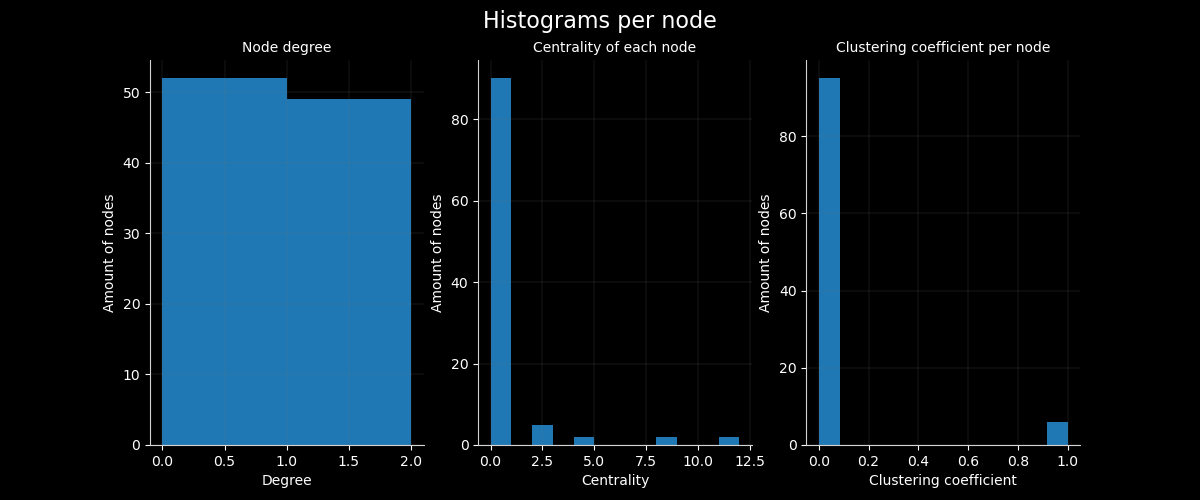 Histograms per node
Node degree
Amount of nodes
50
40
30
20
10
0
0.0 0.5 1.0 1.5 2.0
Degree
Centrality of each node
Amount of nodes
80
60
40
20
0
0.0 2.5 5.0 7.5 10.0 12.5
Centrality
Clustering coefficient per node
Amount of nodes
80
60
40
20
0
0.0 0.2 0.4 0.6 0.8 1.0
Clustering coefficient